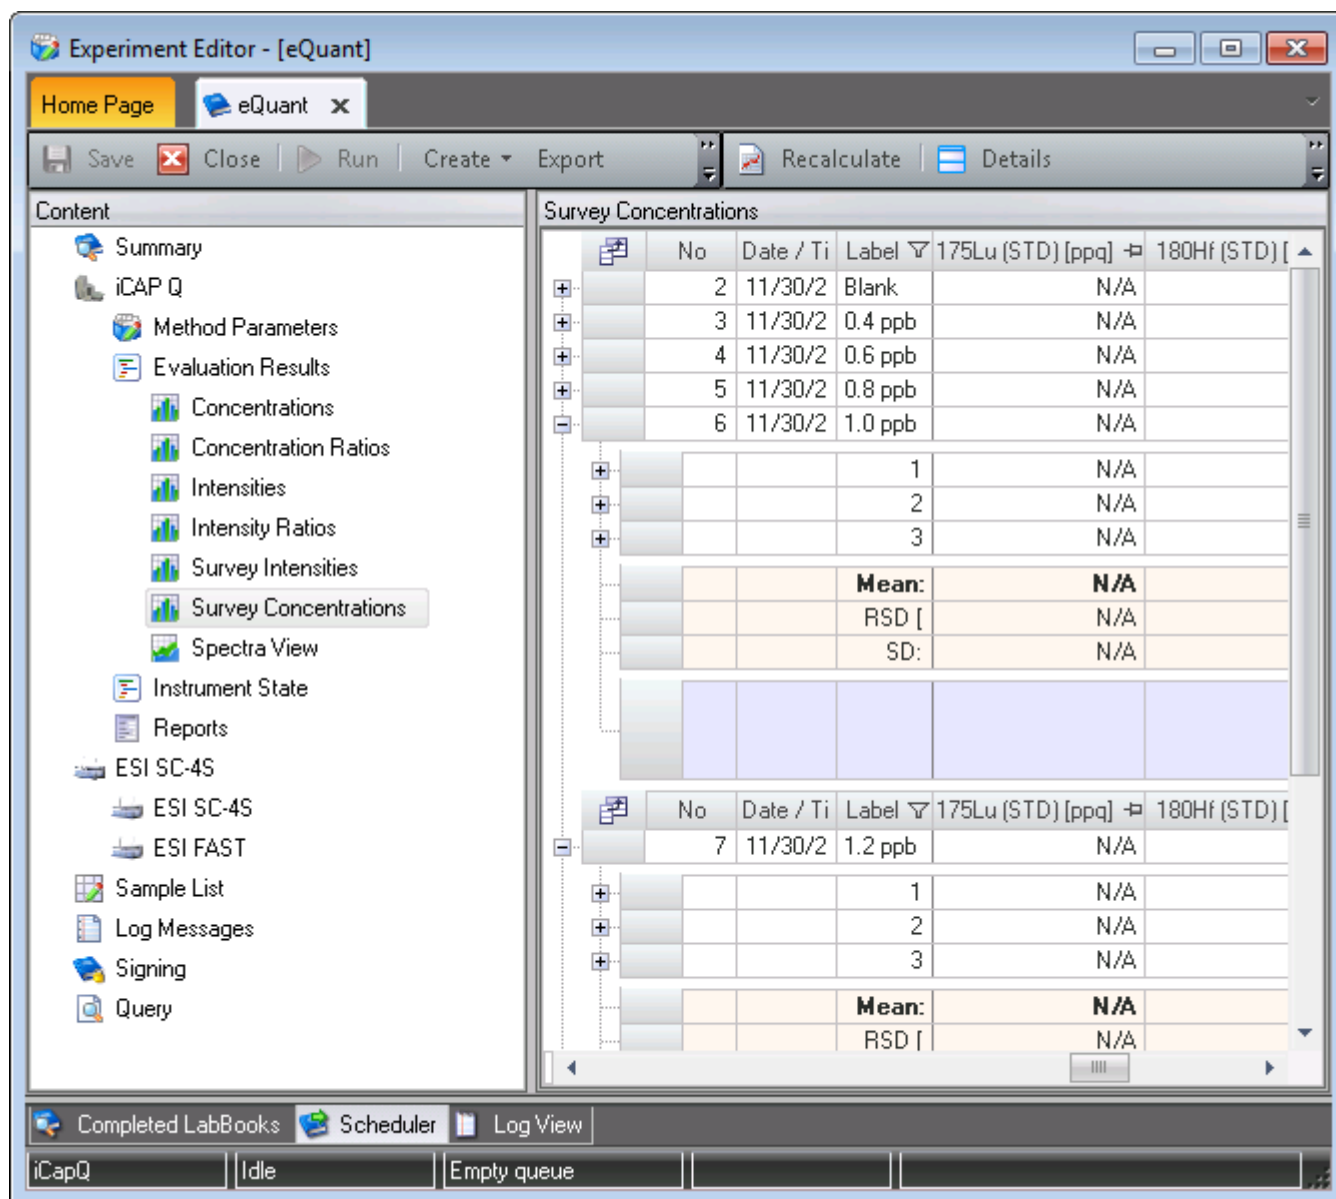 Experiment Editor - [eQuant]
Home Page eQuant
Save Close Run Create Export Recalculate Details
Content
Summary
iCAP Q
Method Parameters
Evaluation Results
Concentrations
Concentration Ratios
Intensities
Intensity Ratios
Survey Intensities
Survey Concentrations
Spectra View
Instrument State
Reports
ESI SC-4S
ESI SC-4S
ESI FAST
Sample List
Log Messages
Signing
Query
Survey Concentrations
No Date / Ti Label 175Lu (STD) [ppq] 180Hf (STD) [
2 11/30/2 Blank N/A
3 11/30/2 0.4 ppb N/A
4 11/30/2 0.6 ppb N/A
5 11/30/2 0.8 ppb N/A
6 11/30/2 1.0 ppb N/A
1 N/A
2 N/A
3 N/A
Mean: N/A
RSD [ N/A
SD: N/A
No Date / Ti Label 175Lu (STD) [ppq] 180Hf (STD) [
7 11/30/2 1.2 ppb N/A
1 N/A
2 N/A
3 N/A
Mean: N/A
RSD [ N/A
Completed LabBooks Scheduler Log View
iCapQ Idle Empty queue